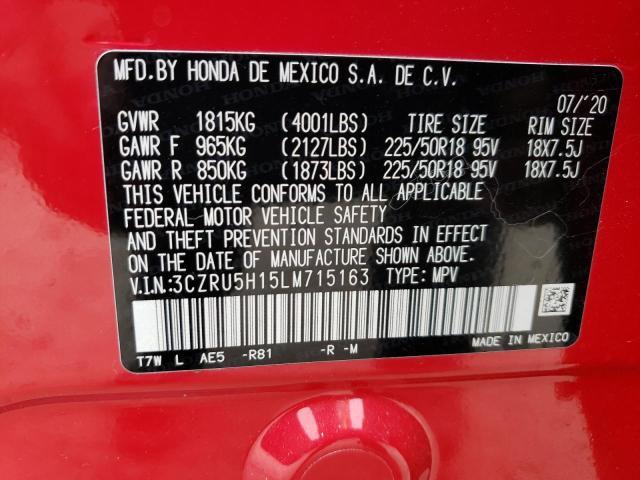 MFD.BY HONDA DE MEXICO S.A. DE C.V.
07/'20
GVWR 1815KG (4001LBS) TIRE SIZE RIM SIZE
GAWR F 965KG (2127LBS) 225/50R18 95V 18X7.5J
GAWR R 850KG (1873LBS) 225/50R18 95V 18X7.5J
THIS VEHICLE CONFORMS TO ALL APPLICABLE
FEDERAL MOTOR VEHICLE SAFETY
AND THEFT PREVENTION STANDARDS IN EFFECT
ON THE DATE OF MANUFACTURE SHOWN ABOVE.
V.I.N.:3CZRU5H15LM715163 TYPE: MPV
T7W L AE5 -R81 -R -M MADE IN MEXICO